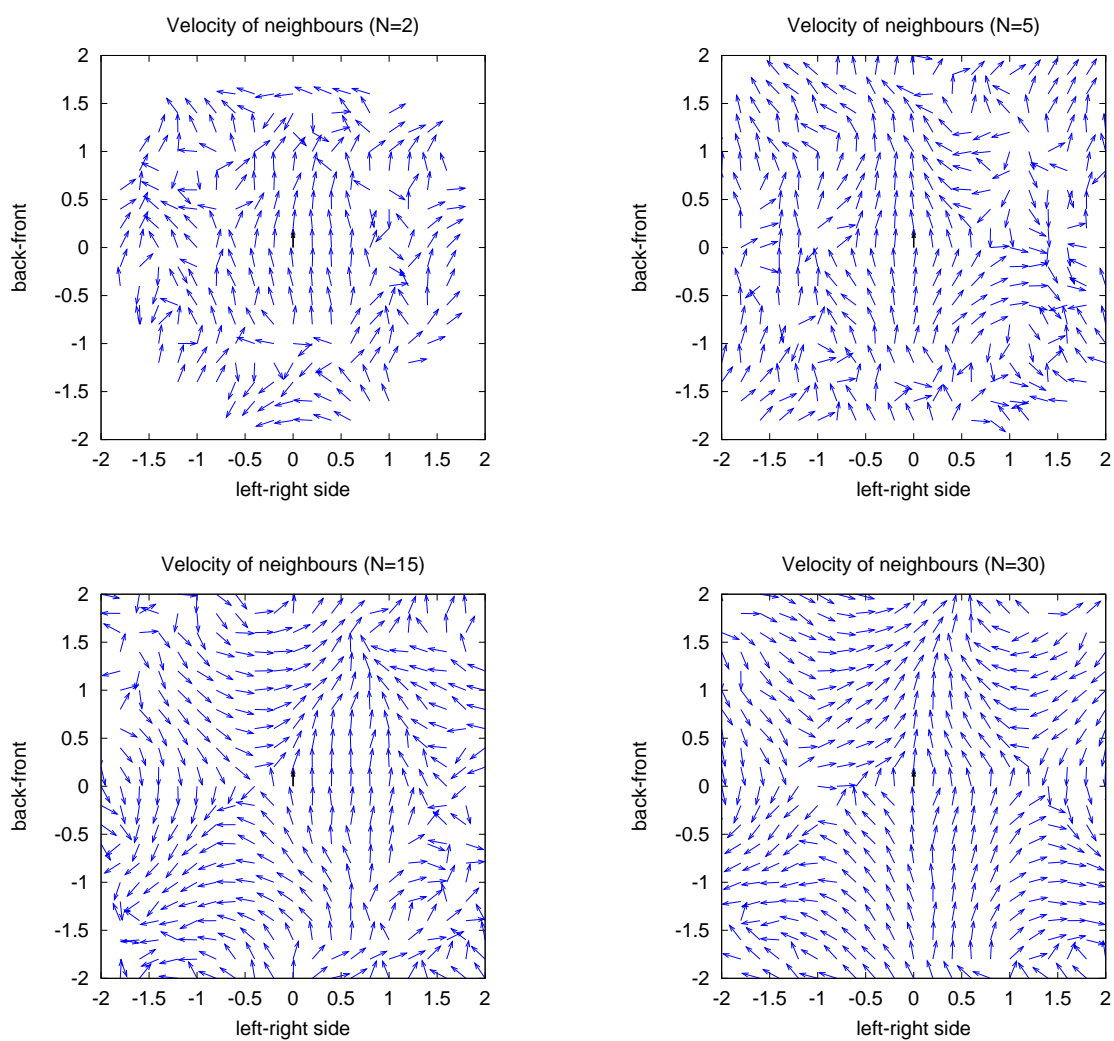 Velocity of neighbours (N=2)
2
1.5
1
0.5
0
-0.5
-1
-1.5
-2
back-front
-2 -1.5 -1 -0.5 0 0.5 1 1.5 2
left-right side
Velocity of neighbours (N=5)
2
1.5
1
0.5
0
-0.5
-1
-1.5
-2
back-front
-2 -1.5 -1 -0.5 0 0.5 1 1.5 2
left-right side
Velocity of neighbours (N=15)
2
1.5
1
0.5
0
-0.5
-1
-1.5
-2
back-front
-2 -1.5 -1 -0.5 0 0.5 1 1.5 2
left-right side
Velocity of neighbours (N=30)
2
1.5
1
0.5
0
-0.5
-1
-1.5
-2
back-front
-2 -1.5 -1 -0.5 0 0.5 1 1.5 2
left-right side